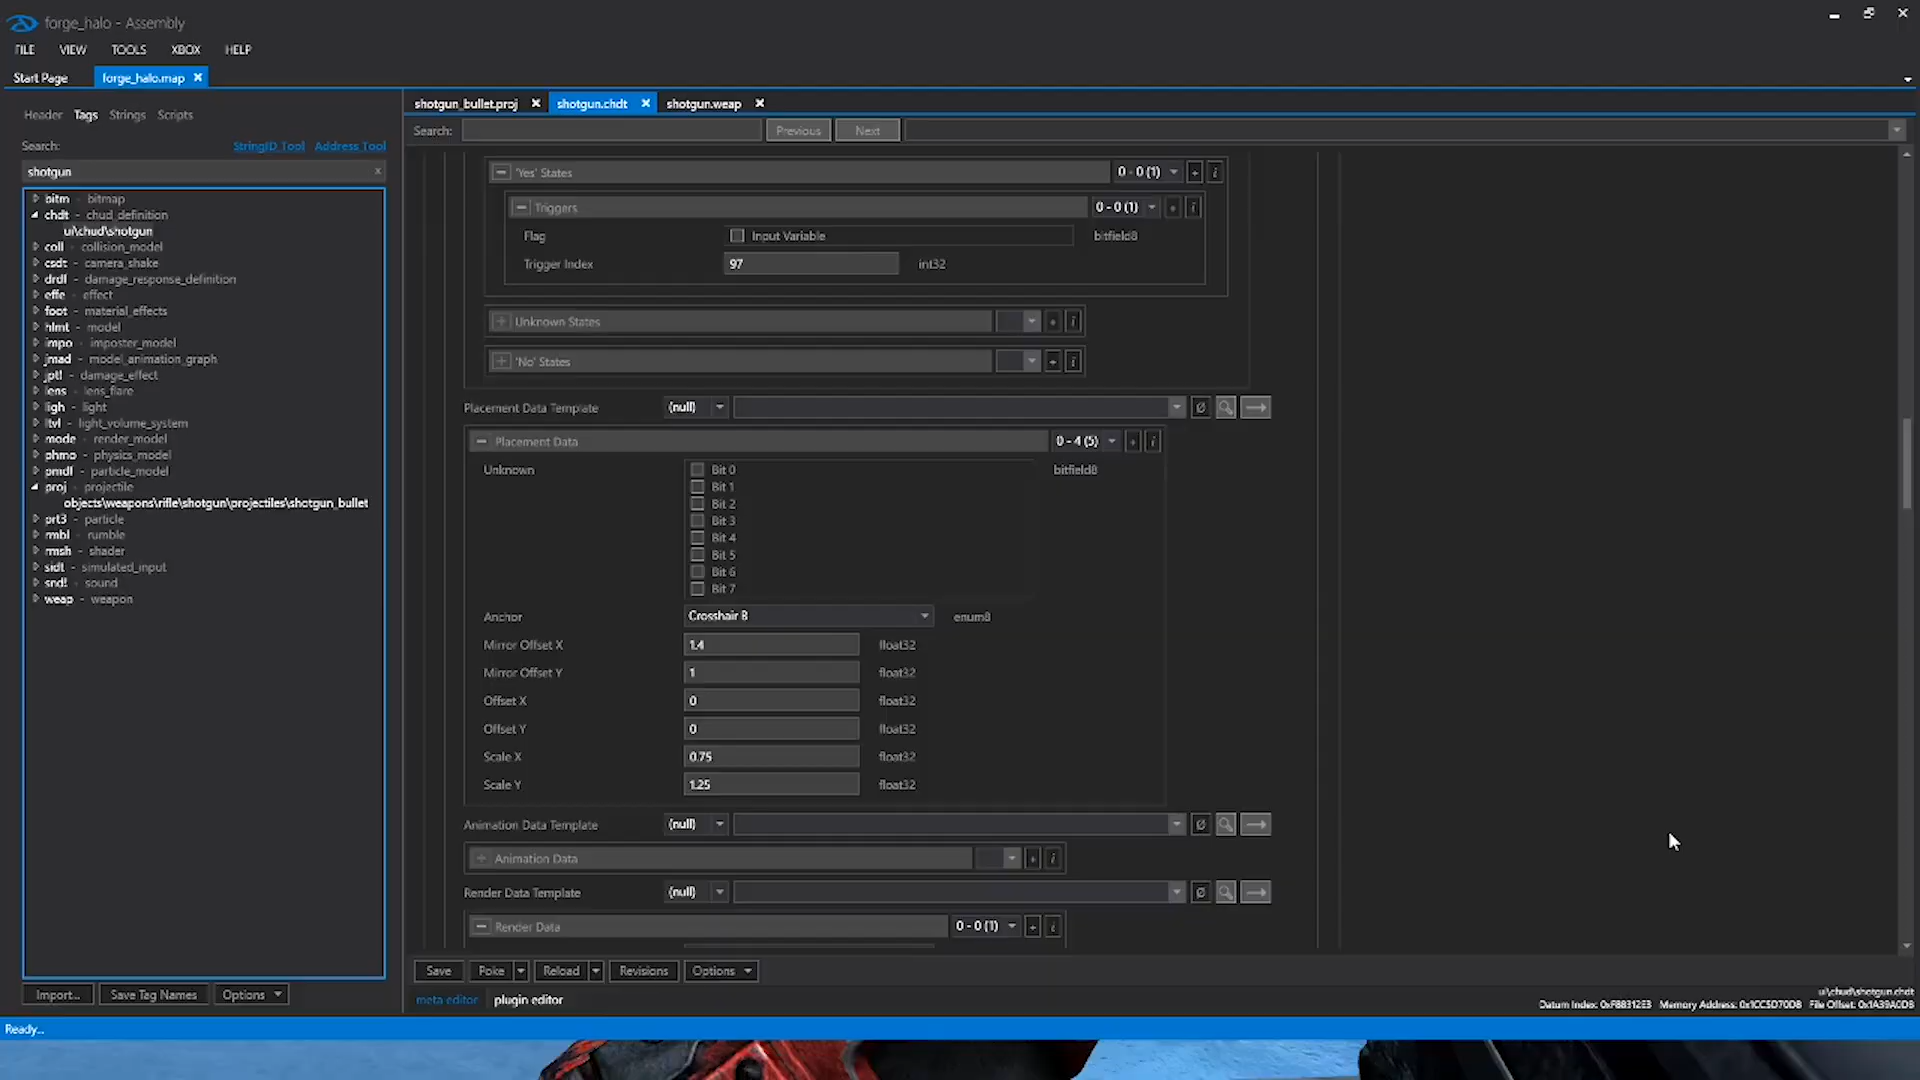 forge_halo - Assembly
FILE VIEW TOOLS XBOX HELP
Start Page forge_halo.map
Header Tags Strings Scripts
Search: StringID Tool Address Tool
shotgun
bitm - bitmap
chdt - chud_definition
ui\chud\shotgun
coll - collision_model
csdt - camera_shake
drdf - damage_response_definition
effe - effect
foot - material_effects
hlmt - model
impo - imposter_model
jmad - model_animation_graph
jpt! - damage_effect
lens - lens_flare
ligh - light
ltvl - light_volume_system
mode - render_model
phmo - physics_model
pmdf - particle_model
proj - projectile
objects\weapons\rifle\shotgun\projectiles\shotgun_bullet
prt3 - particle
rmbl - rumble
rmsh - shader
sidt - simulated_input
snd! - sound
weap - weapon
Import... Save Tag Names Options
shotgun_bullet.proj shotgun.chdt shotgun.weap
Search: Previous Next
'Yes' States 0 - 0 (1)
Triggers 0 - 0 (1)
Flag Input Variable bitfield8
Trigger Index 97 int32
Unknown States
'No' States
Placement Data Template (null)
Placement Data 0 - 4 (5)
Unknown Bit 0 bitfield8
Bit 1
Bit 2
Bit 3
Bit 4
Bit 5
Bit 6
Bit 7
Anchor Crosshair B enum8
Mirror Offset X 1.4 float32
Mirror Offset Y 1 float32
Offset X 0 float32
Offset Y 0 float32
Scale X 0.75 float32
Scale Y 1.25 float32
Animation Data Template (null)
Animation Data
Render Data Template (null)
Render Data 0 - 0 (1)
Save Poke Reload Revisions Options
meta editor plugin editor
ui\chud\shotgun.chdt
Datum Index: 0xFB8312E3 Memory Address: 0x1CC5D70D8 File Offset: 0x1A39A0D8
Ready...